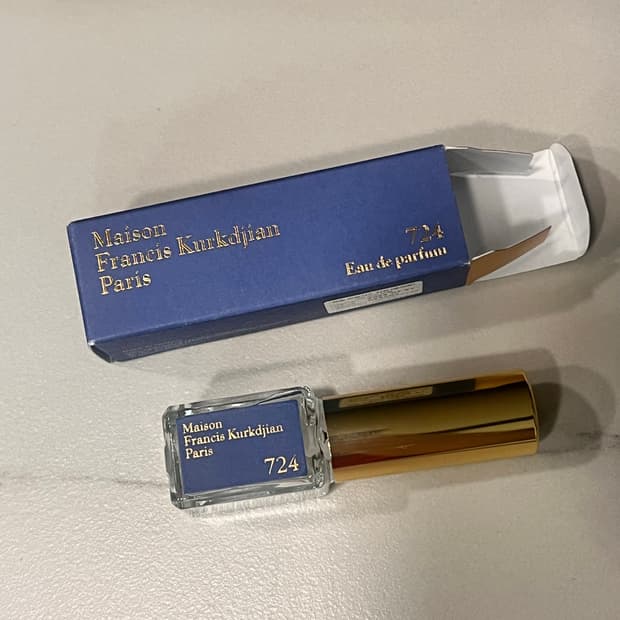 Maison
Francis Kurkdjian
Paris
724
Eau de parfum
Maison
Francis Kurkdjian
Paris
724